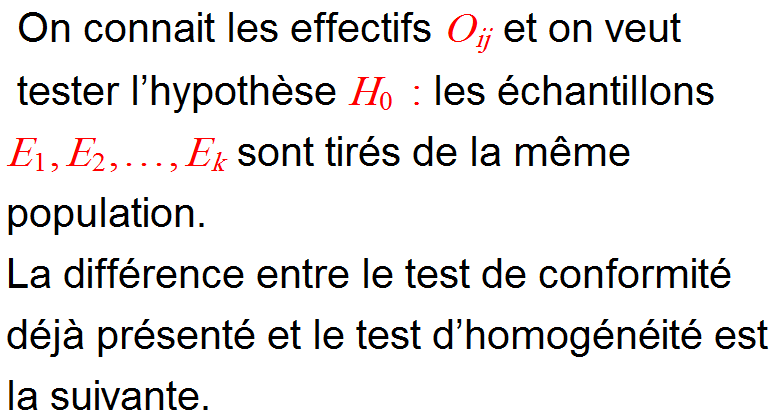 On connait les effectifs Oij et on veut
tester l’hypothèse H0 : les échantillons
E1, E2,…, Ek sont tirés de la même
population.
La différence entre le test de conformité
déjà présenté et le test d’homogénéité est
la suivante.